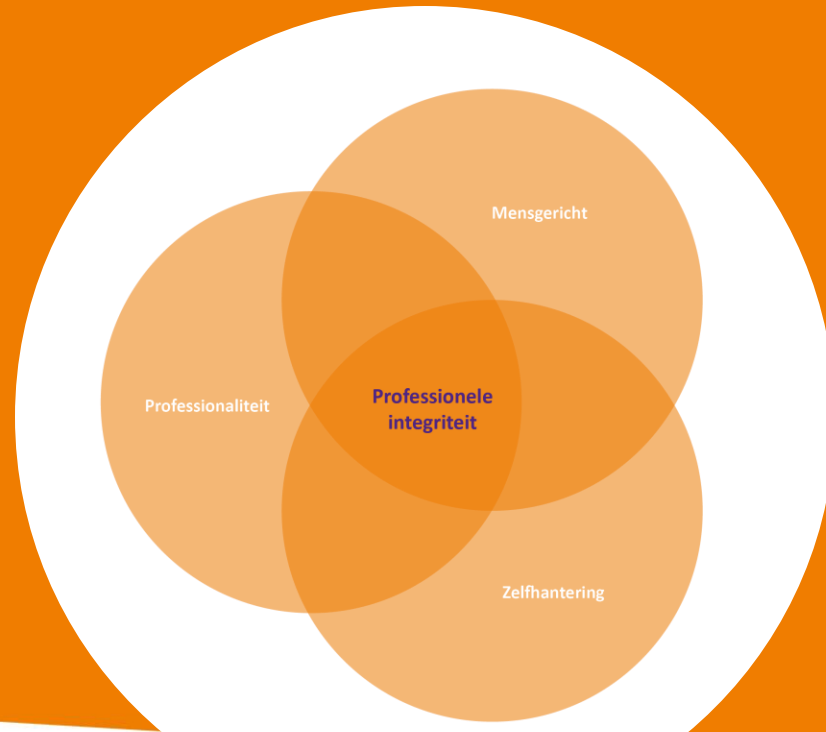 Mensgericht
Professionaliteit
Professionele
integriteit
Zelfhantering